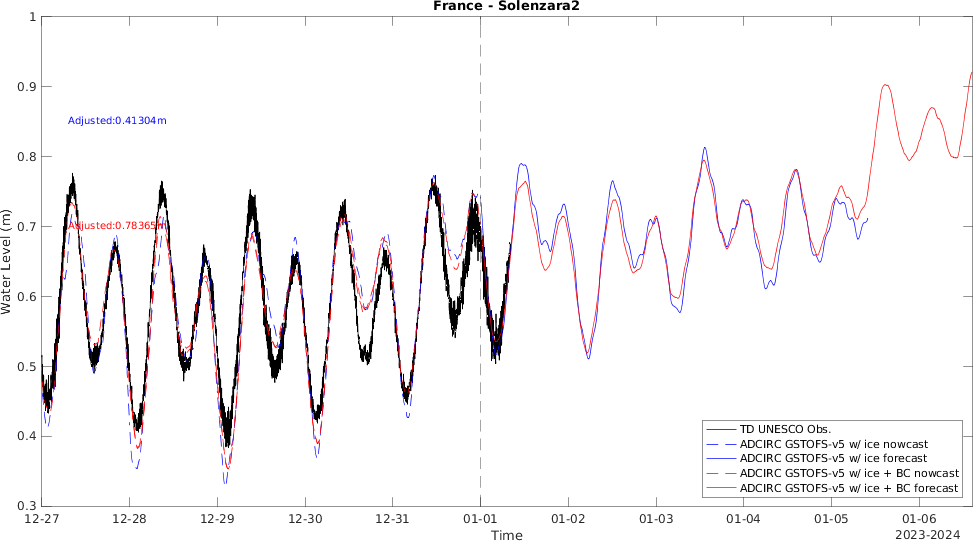 France - Solenzara2
1
0.9
0.8
0.7
0.6
0.5
0.4
0.3
Water Level (m)
Adjusted:0.41304m
Adjusted:0.78365m
TD UNESCO Obs.
ADCIRC GSTOFS-v5 w/ ice nowcast
ADCIRC GSTOFS-v5 w/ ice forecast
ADCIRC GSTOFS-v5 w/ ice + BC nowcast
ADCIRC GSTOFS-v5 w/ ice + BC forecast
12-27 12-28 12-29 12-30 12-31 01-01 01-02 01-03 01-04 01-05 01-06
Time
2023-2024